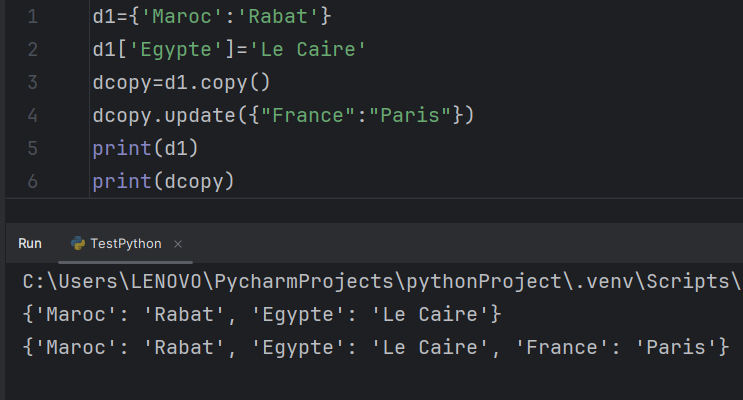 1 d1={'Maroc':'Rabat'}
2 d1['Egypte']='Le Caire'
3 dcopy=d1.copy()
4 dcopy.update({"France":"Paris"})
5 print(d1)
6 print(dcopy)
Run TestPython ×
C:\Users\LENOVO\PycharmProjects\pythonProject\.venv\Scripts\
{'Maroc': 'Rabat', 'Egypte': 'Le Caire'}
{'Maroc': 'Rabat', 'Egypte': 'Le Caire', 'France': 'Paris'}